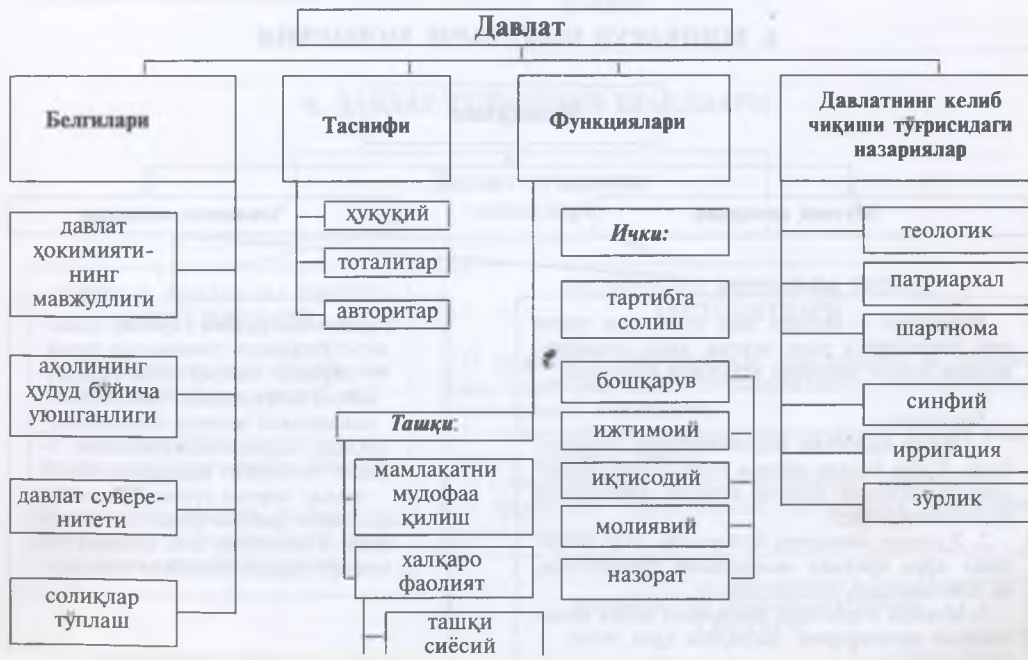 Давлат
Белгилари
давлат
ҳокимияти-
нинг
мавжудлиги
аҳолининг
ҳудуд бўйича
уюшганлиги
давлат сувере-
нитети
солиқлар
тўплаш
Таснифи
ҳуқуқий
тоталитар
авторитар
Функциялари
Ички:
тартибга
солиш
бошқарув
ижтимоий
иқтисодий
молиявий
назорат
Ташқи:
мамлакатни
мудофаа
қилиш
халқаро
фаолият
ташқи
сиёсий
Давлатнинг келиб
чиқиши тўғрисидаги
назариялар
теологик
патриархал
шартнома
синфий
ирригация
зўрлик